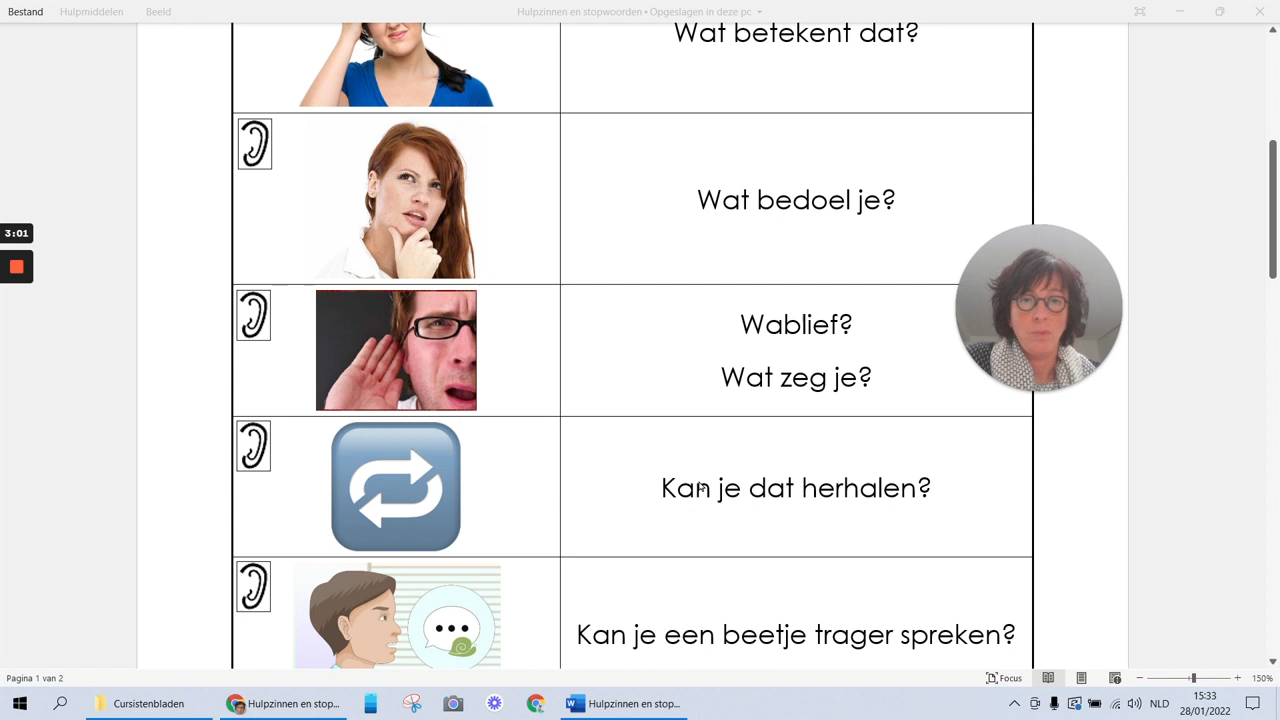 Bestand Hulpmiddelen Beeld Hulpzinnen en stopwoorden • Opgeslagen in deze pc
Wat betekent dat?
Wat bedoel je?
3:01
Wablief?
Wat zeg je?
Kan je dat herhalen?
Kan je een beetje trager spreken?
Pagina 1 van 2 Focus 150%
Cursistenbladen Hulpzinnen en stop... Hulpzinnen en stop... NLD 15:33
28/01/2022